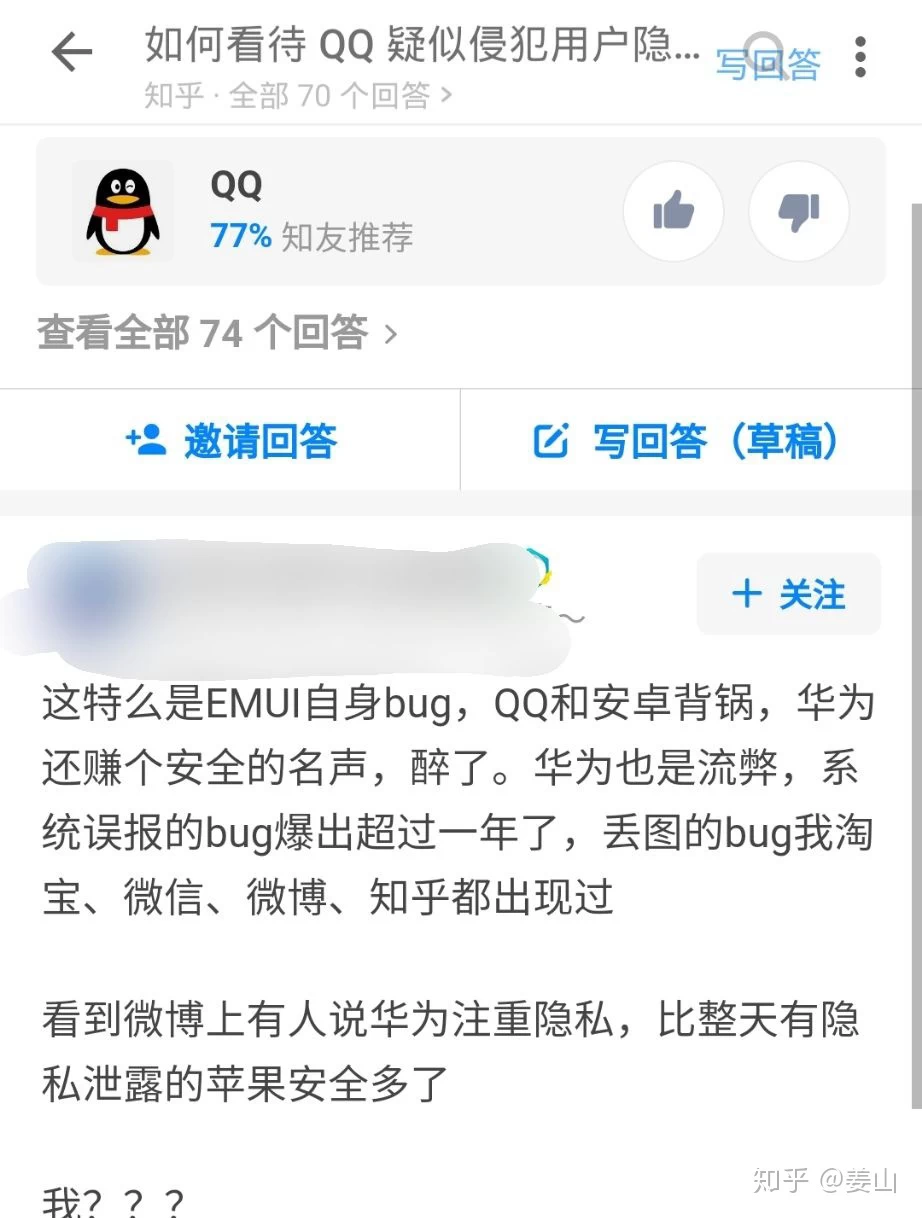 如何看待 QQ 疑似侵犯用户隐...
写回答
知乎 · 全部 70 个回答 >
QQ
77% 知友推荐
查看全部 74 个回答 >
邀请回答
写回答（草稿）
+ 关注
这特么是EMUI自身bug，QQ和安卓背锅，华为
还赚个安全的名声，醉了。华为也是流弊，系
统误报的bug爆出超过一年了，丢图的bug我淘
宝、微信、微博、知乎都出现过
看到微博上有人说华为注重隐私，比整天有隐
私泄露的苹果安全多了
我？？？
知乎 @姜山